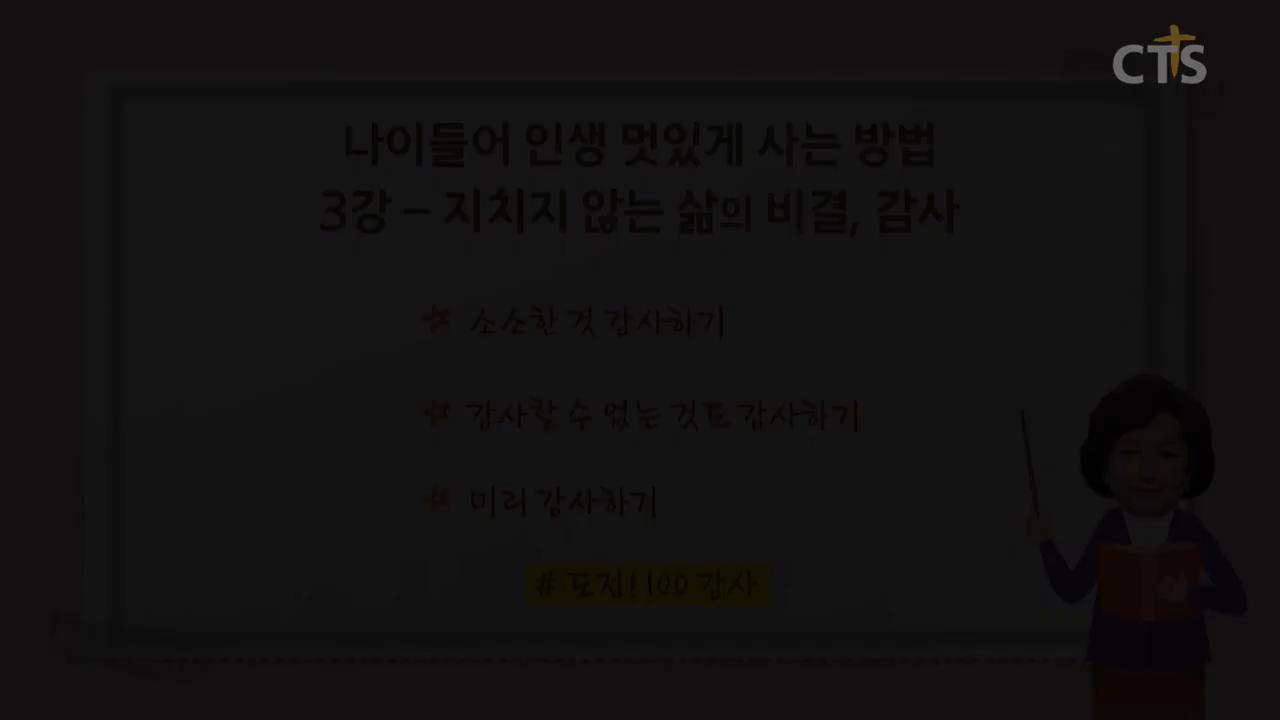 CTS
나이들어 인생 멋있게 사는 방법
3강 – 지치지 않는 삶의 비결, 감사
소소한 것 감사하기
감사할 수 없는 것도 감사하기
미리 감사하기
# 도전! 100 감사